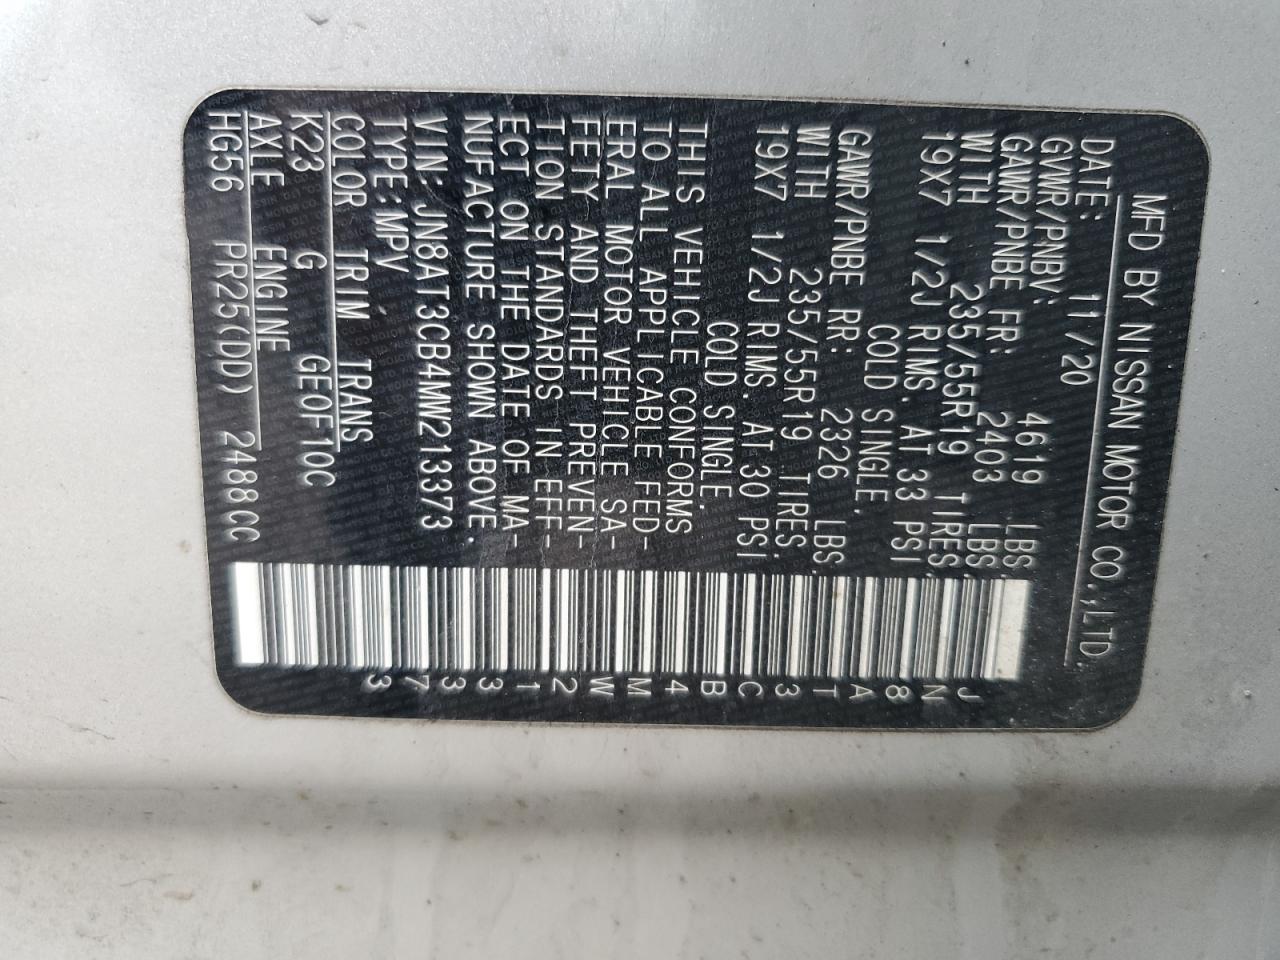 MFD BY NISSAN MOTOR CO.,LTD.
DATE: 11/20
GVWR/PNBV: 4619 LBS.
GAWR/PNBE FR: 2403 LBS.
WITH 235/55R19 TIRES,
19X7 1/2J RIMS. AT 33 PSI
COLD SINGLE.
GAWR/PNBE RR: 2326 LBS.
WITH 235/55R19 TIRES,
19X7 1/2J RIMS. AT 30 PSI
COLD SINGLE.
THIS VEHICLE CONFORMS
TO ALL APPLICABLE FED-
ERAL MOTOR VEHICLE SA-
FETY AND THEFT PREVEN-
TION STANDARDS IN EFF-
ECT ON THE DATE OF MA-
NUFACTURE SHOWN ABOVE.
VIN: JN8AT3CB4MW213373
TYPE:MPV
COLOR TRIM TRANS
K23 G GEOF10C
AXLE ENGINE
HG56 PR25(DD) 2488CC
JN8AT3CB4MW213373